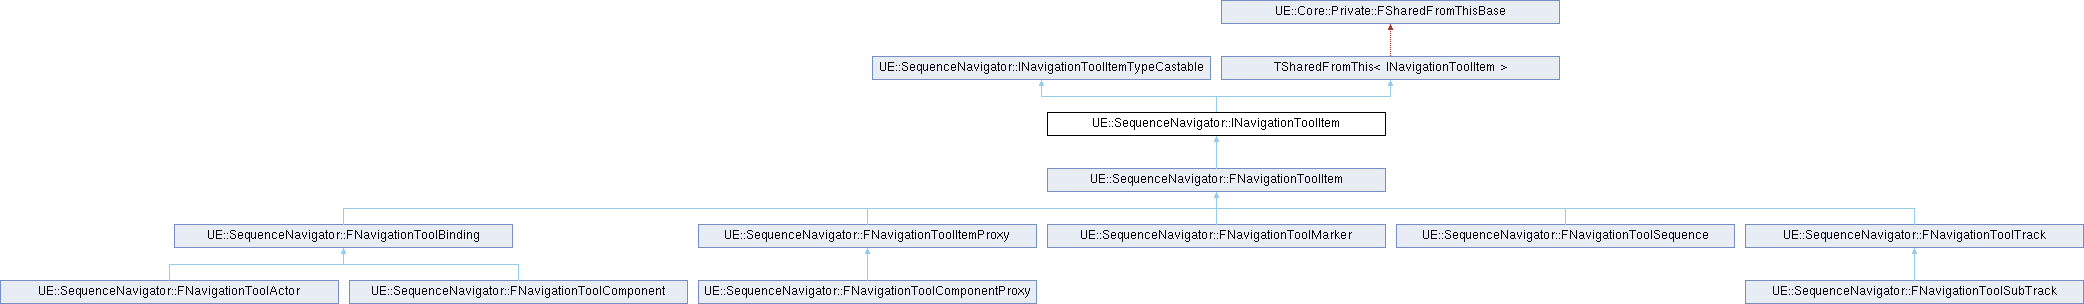 UE::Core::Private::FSharedFromThisBase
UE::SequenceNavigator::INavigationToolItemTypeCastable
TSharedFromThis< INavigationToolItem >
UE::SequenceNavigator::INavigationToolItem
UE::SequenceNavigator::FNavigationToolItem
UE::SequenceNavigator::FNavigationToolBinding
UE::SequenceNavigator::FNavigationToolItemProxy
UE::SequenceNavigator::FNavigationToolMarker
UE::SequenceNavigator::FNavigationToolSequence
UE::SequenceNavigator::FNavigationToolTrack
UE::SequenceNavigator::FNavigationToolActor
UE::SequenceNavigator::FNavigationToolComponent
UE::SequenceNavigator::FNavigationToolComponentProxy
UE::SequenceNavigator::FNavigationToolSubTrack